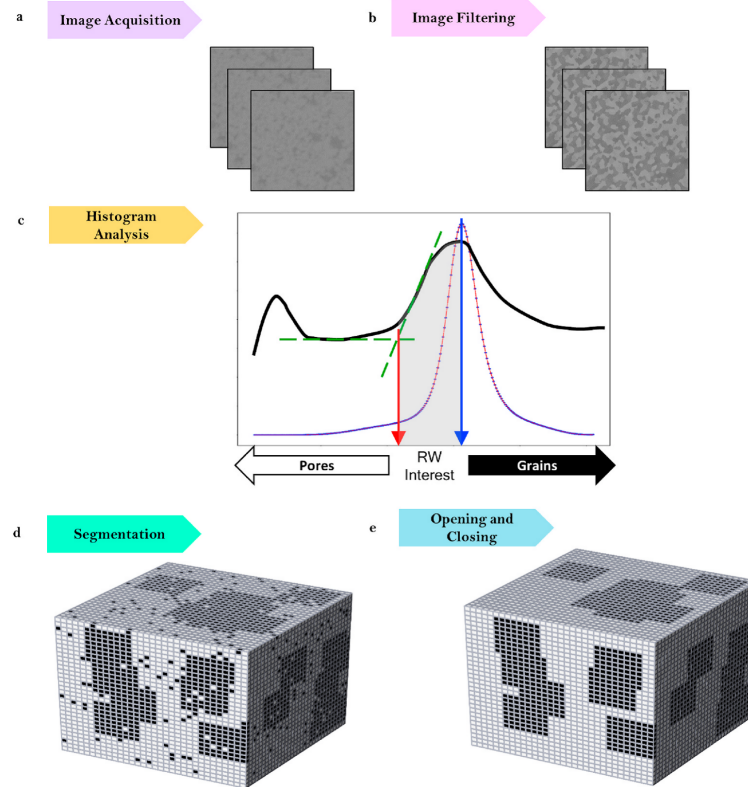 a
Image Acquisition
b
Image Filtering
c
Histogram
Analysis
Pores
RW
Interest
Grains
d
Segmentation
e
Opening and
Closing